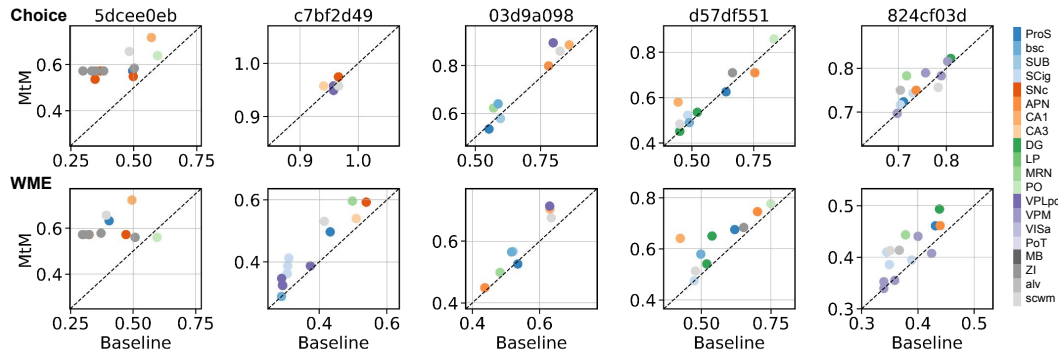 Choice
5dcee0eb
c7bf2d49
03d9a098
d57df551
824cf03d
MtM
0.6
0.4
0.25 0.50 0.75
1.0
0.9
0.9 1.0
0.8
0.6
0.50 0.75
0.8
0.6
0.4
0.50 0.75
0.8
0.7
0.7 0.8
WME
MtM
0.6
0.4
0.25 0.50 0.75
Baseline
0.6
0.4
0.4 0.6
Baseline
0.6
0.4
0.4 0.6
Baseline
0.8
0.6
0.4
0.50 0.75
Baseline
0.5
0.4
0.3
0.3 0.4 0.5
Baseline
ProS
bsc
SUB
SCig
SNc
APN
CA1
CA3
DG
LP
MRN
PO
VPLpc
VPM
VISa
PoT
MB
ZI
alv
scwm